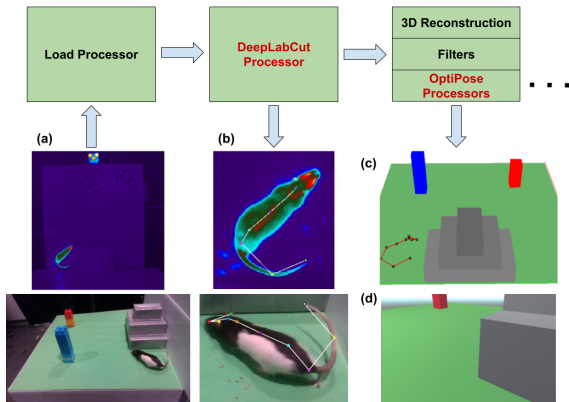 Load Processor
DeepLabCut
Processor
3D Reconstruction
Filters
OptiPose
Processors
. . .
(a)
(b)
(c)
(d)